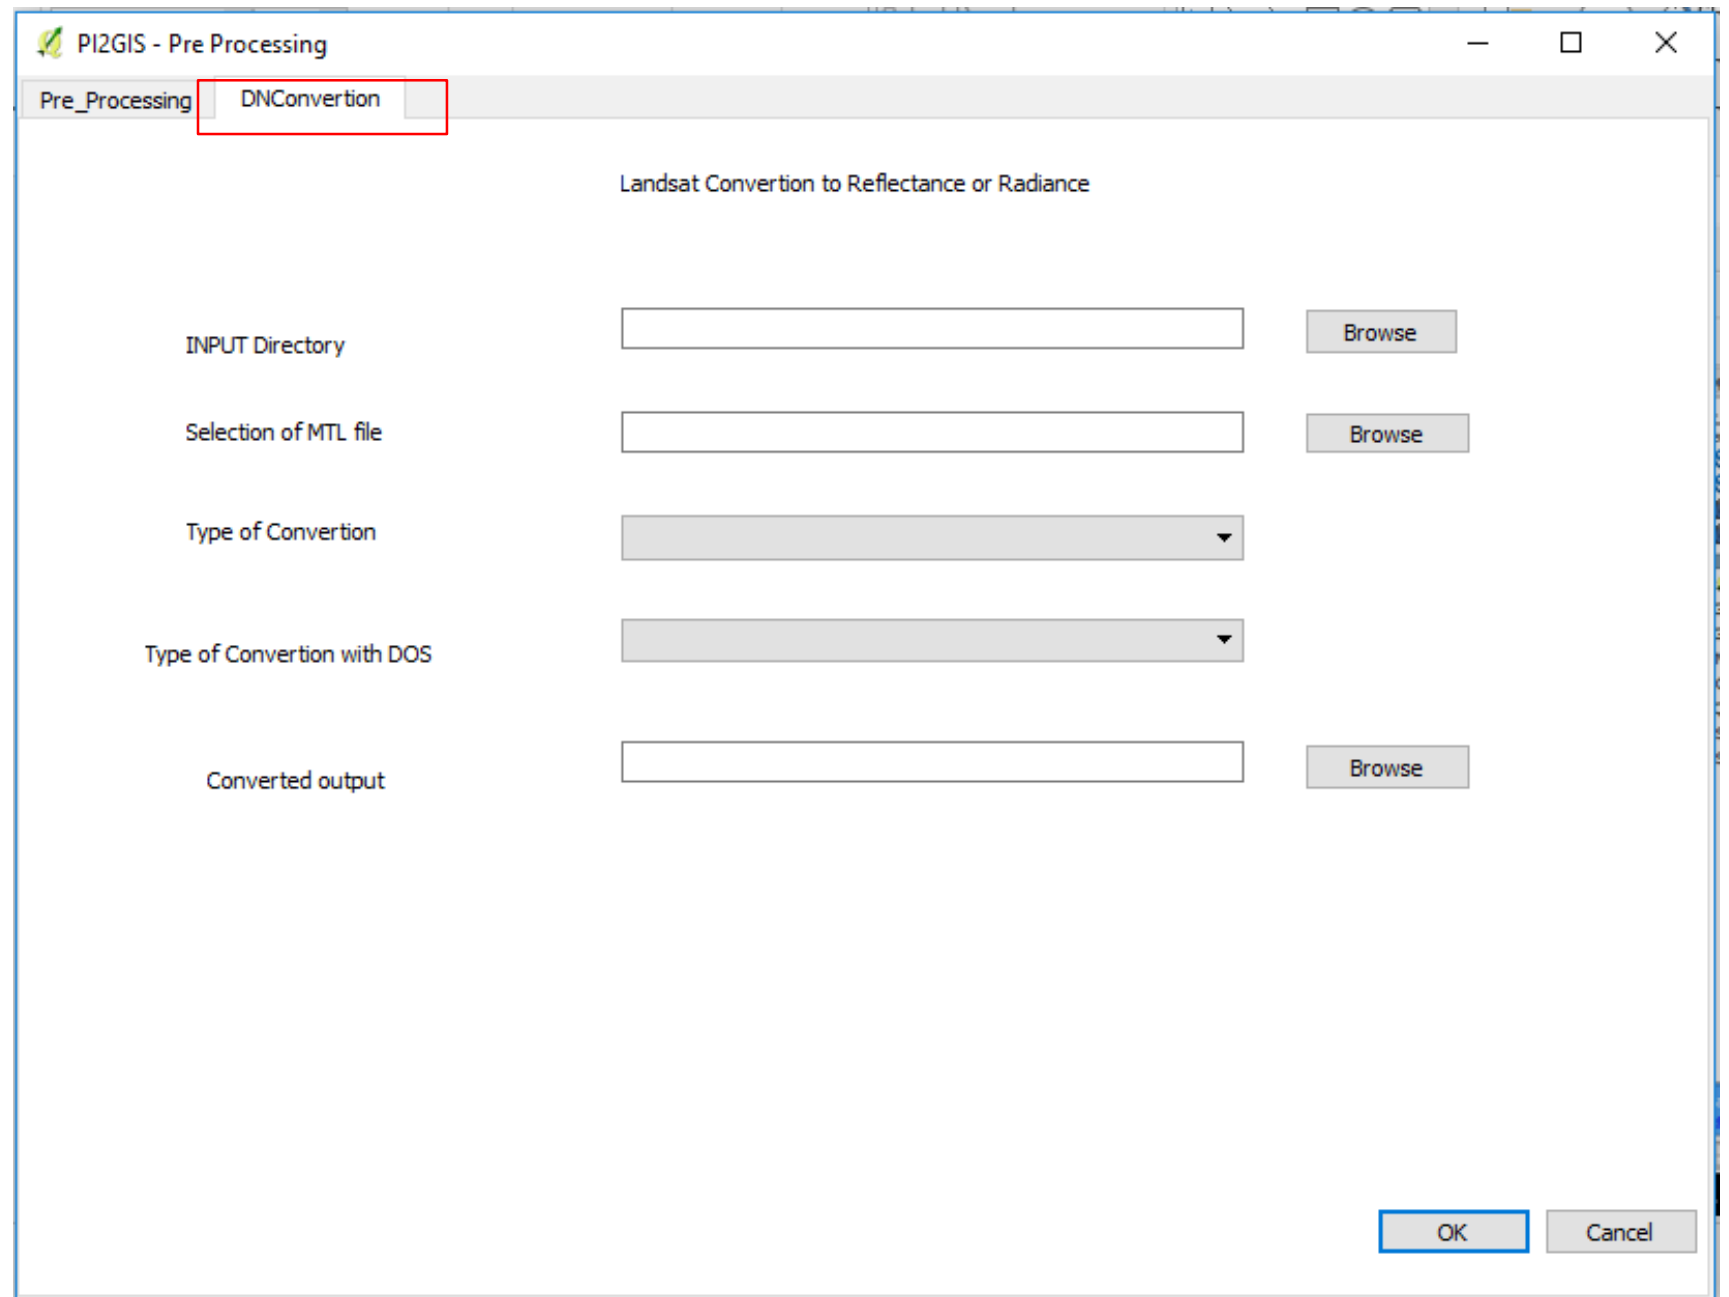 PI2GIS - Pre Processing
Pre_Processing DNConvertion
Landsat Convertion to Reflectance or Radiance
INPUT Directory Browse
Selection of MTL file Browse
Type of Convertion
Type of Convertion with DOS
Converted output Browse
OK Cancel